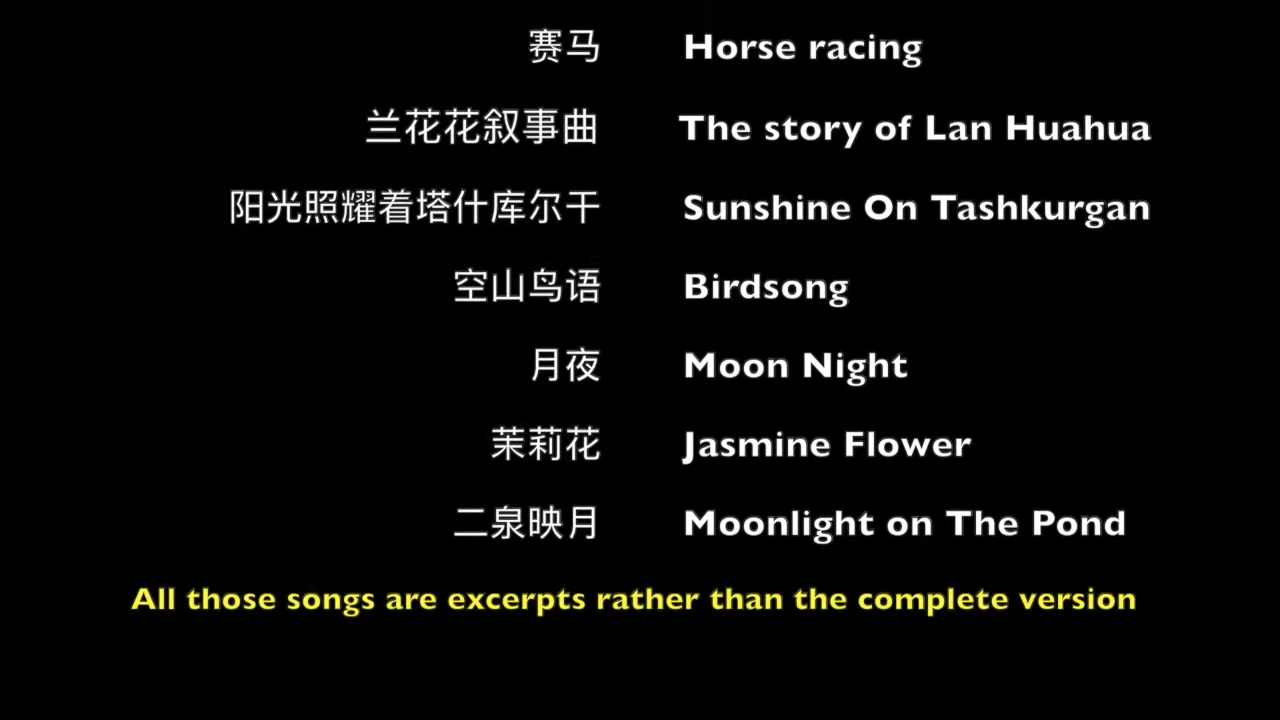 赛马 Horse racing
兰花花叙事曲 The story of Lan Huahua
阳光照耀着塔什库尔干 Sunshine On Tashkurgan
空山鸟语 Birdsong
月夜 Moon Night
茉莉花 Jasmine Flower
二泉映月 Moonlight on The Pond
All those songs are excerpts rather than the complete version